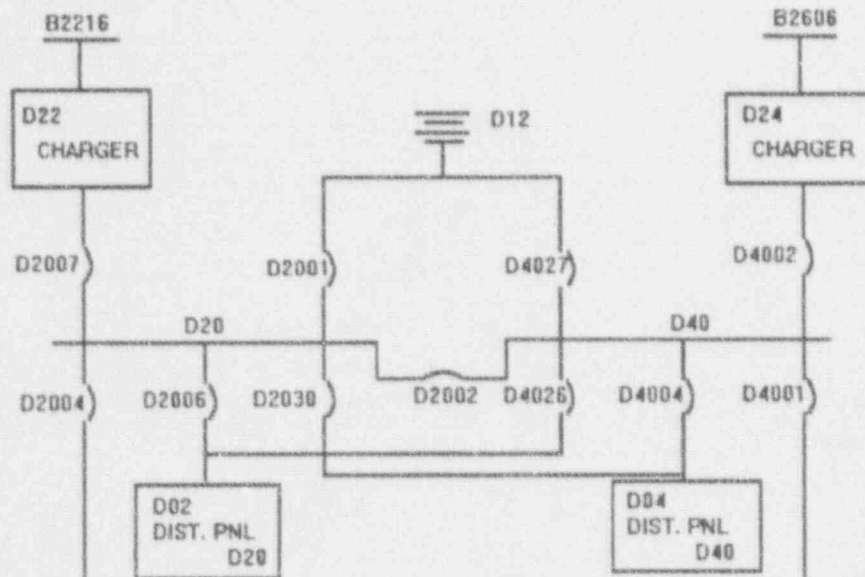 B2216
B2606
D22
CHARGER
D12
D24
CHARGER
D2007
D2001
D4027
D4002
D20
D40
D2004
D2006
D2030
D2002
D4026
D4004
D4001
D02
DIST. PNL
D20
D04
DIST. PNL
D40